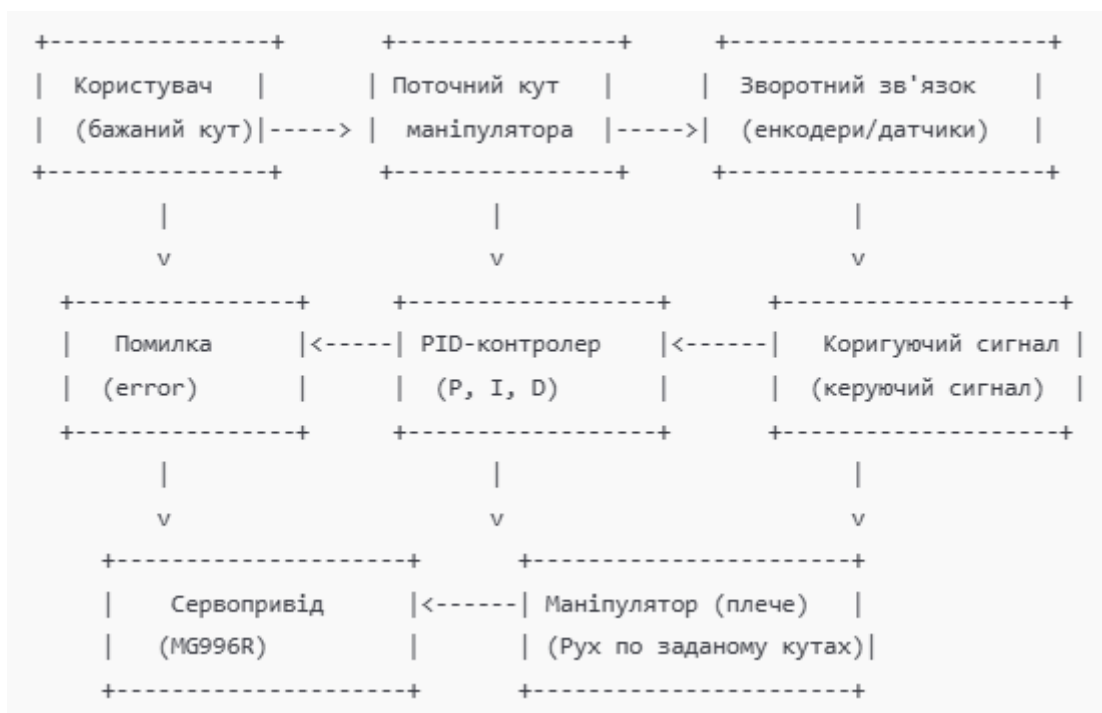 +----------------+ +----------------+ +----------------------+
| Користувач | | Поточний кут | | Зворотний зв'язок |
| (бажаний кут)|-----> | маніпулятора |----->| (енкодери/датчики) |
+----------------+ +----------------+ +----------------------+
| | |
v v v
+----------------+ +------------------+ +--------------------+
| Помилка |<-----| PID-контролер |<------| Коригуючий сигнал |
| (error) | | (P, I, D) | | (керуючий сигнал) |
+----------------+ +------------------+ +--------------------+
| | |
v v v
+---------------------+ +-----------------------+
| Сервопривід |<------| Маніпулятор (плече) |
| (MG996R) | | (Рух по заданому кутах)|
+---------------------+ +-----------------------+